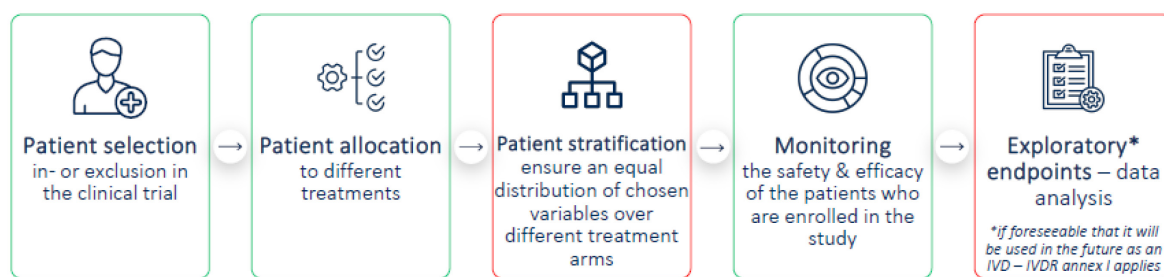 Patient selection
in- or exclusion in
the clinical trial
Patient allocation
to different
treatments
Patient stratification
ensure an equal
distribution of chosen
variables over
different treatment
arms
Monitoring
the safety & efficacy
of the patients who
are enrolled in the
study
Exploratory*
endpoints – data
analysis
*if foreseeable that it will
be used in the future as an
IVD – IVDR annex I applies